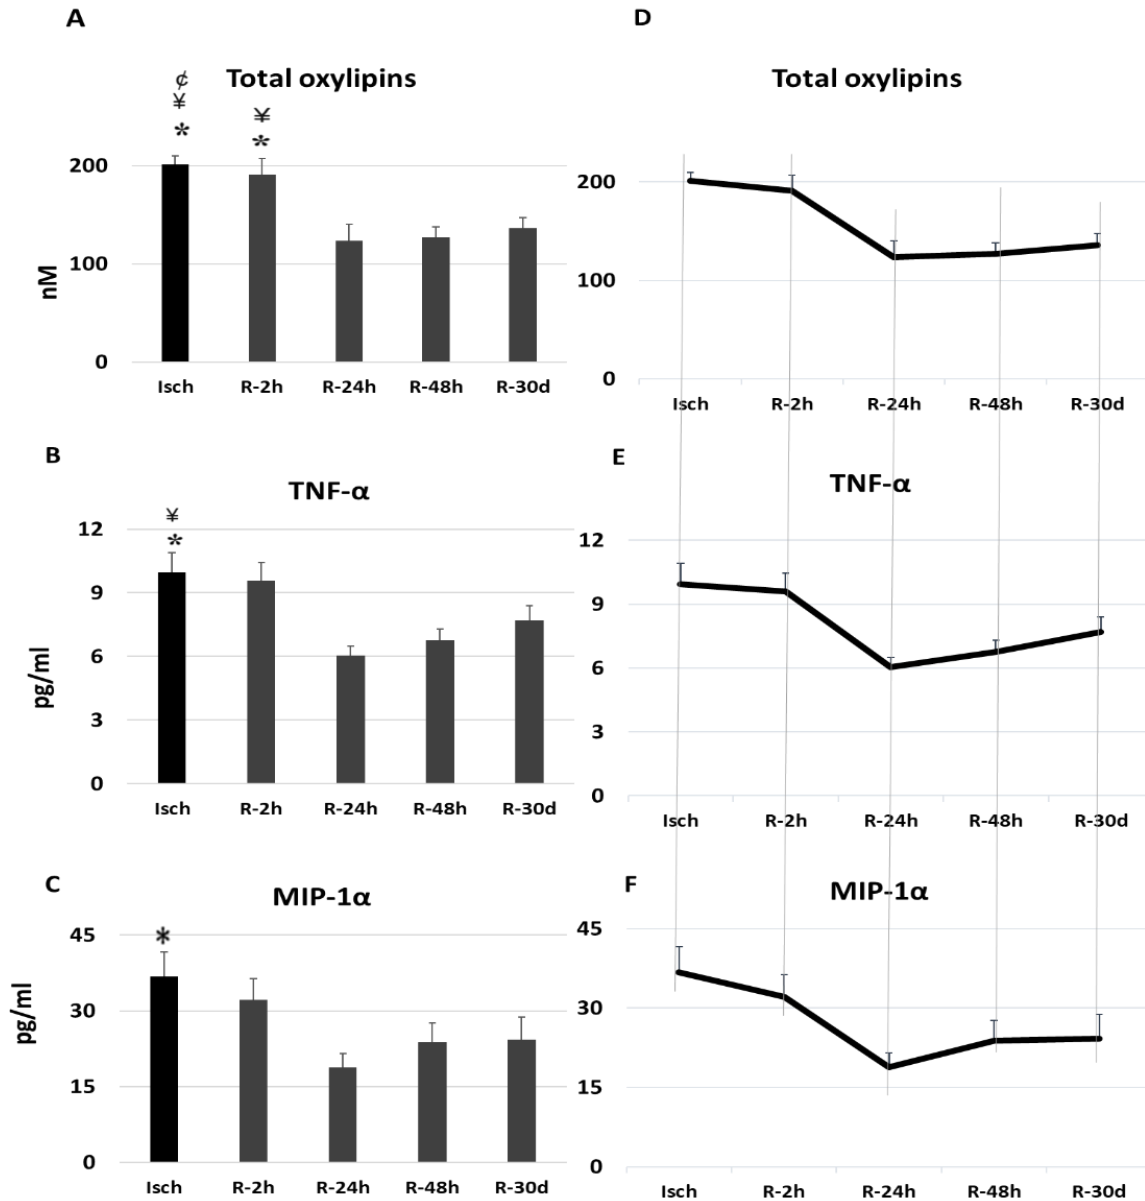 A
Total oxylipins
¢
¥
*
¥
*
200
100
0
nM
Isch R-2h R-24h R-48h R-30d
D
Total oxylipins
200
100
0
Isch R-2h R-24h R-48h R-30d
B
TNF-α
¥
*
12
9
6
3
0
pg/ml
Isch R-2h R-24h R-48h R-30d
E
TNF-α
12
9
6
3
0
Isch R-2h R-24h R-48h R-30d
C
MIP-1α
*
45
30
15
0
pg/ml
Isch R-2h R-24h R-48h R-30d
F
MIP-1α
45
30
15
0
Isch R-2h R-24h R-48h R-30d